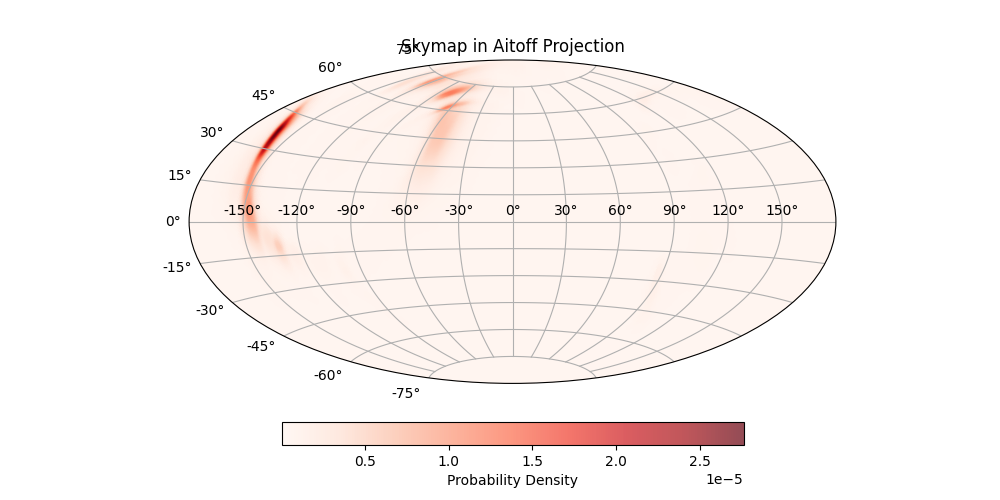 Skymap in Aitoff Projection
75°
60°
45°
30°
15°
-150° -120° -90° -60° -30° 0° 30° 60° 90° 120° 150°
0°
-15°
-30°
-45°
-60°
-75°
0.5 1.0 1.5 2.0 2.5
1e−5
Probability Density